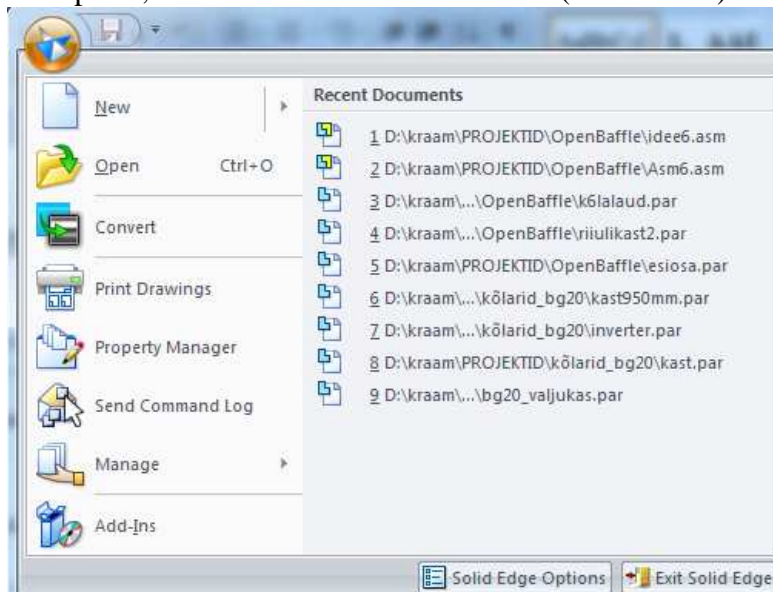 New
Open Ctrl+O
Convert
Print Drawings
Property Manager
Send Command Log
Manage
Add-Ins
Recent Documents
1 D:\kraam\PROJEKTID\OpenBaffle\idee6.asm
2 D:\kraam\PROJEKTID\OpenBaffle\Asm6.asm
3 D:\kraam\...\OpenBaffle\k6lalaud.par
4 D:\kraam\...\OpenBaffle\riiulikast2.par
5 D:\kraam\PROJEKTID\OpenBaffle\esiosa.par
6 D:\kraam\...\kõlarid_bg20\kast950mm.par
7 D:\kraam\...\kõlarid_bg20\inverter.par
8 D:\kraam\PROJEKTID\kõlarid_bg20\kast.par
9 D:\kraam\...\bg20_valjukas.par
Solid Edge Options Exit Solid Edge